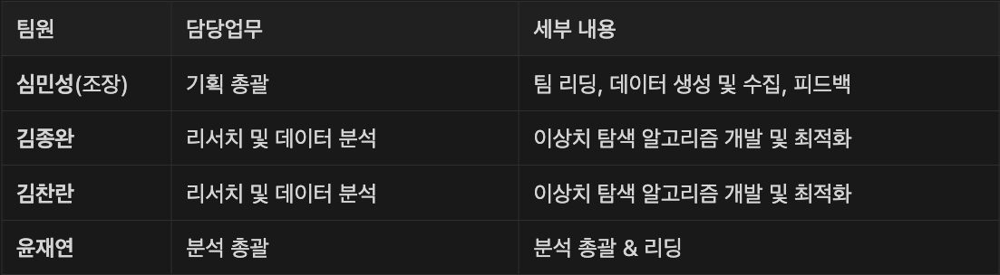 팀원 담당업무 세부 내용
심민성(조장) 기획 총괄 팀 리딩, 데이터 생성 및 수집, 피드백
김종완 리서치 및 데이터 분석 이상치 탐색 알고리즘 개발 및 최적화
김찬란 리서치 및 데이터 분석 이상치 탐색 알고리즘 개발 및 최적화
윤재연 분석 총괄 분석 총괄 & 리딩